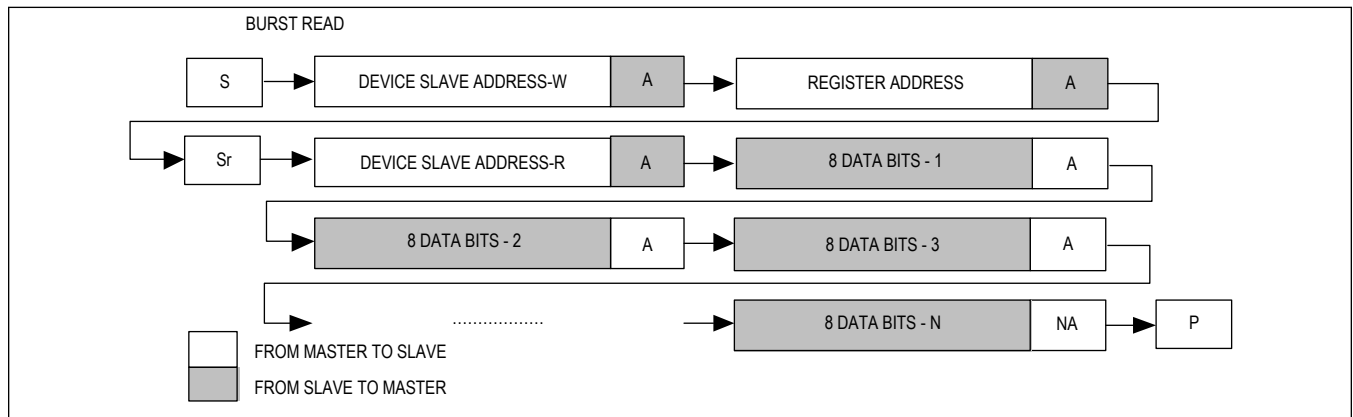 BURST READ
S DEVICE SLAVE ADDRESS-W A REGISTER ADDRESS A
Sr DEVICE SLAVE ADDRESS-R A 8 DATA BITS - 1 A
8 DATA BITS - 2 A 8 DATA BITS - 3 A
.................. 8 DATA BITS - N NA P
FROM MASTER TO SLAVE
FROM SLAVE TO MASTER